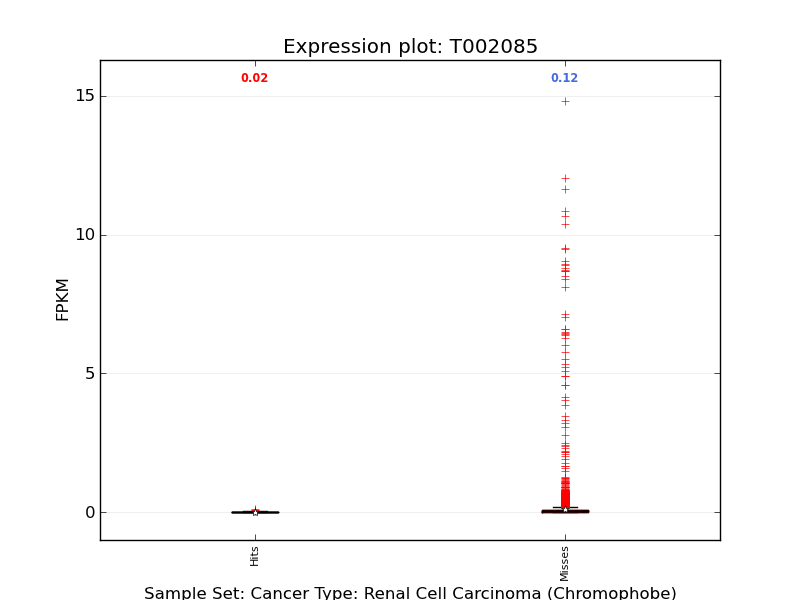 Expression plot: T002085
0.02
0.12
15
10
5
0
FPKM
Hits
Misses
Sample Set: Cancer Type: Renal Cell Carcinoma (Chromophobe)